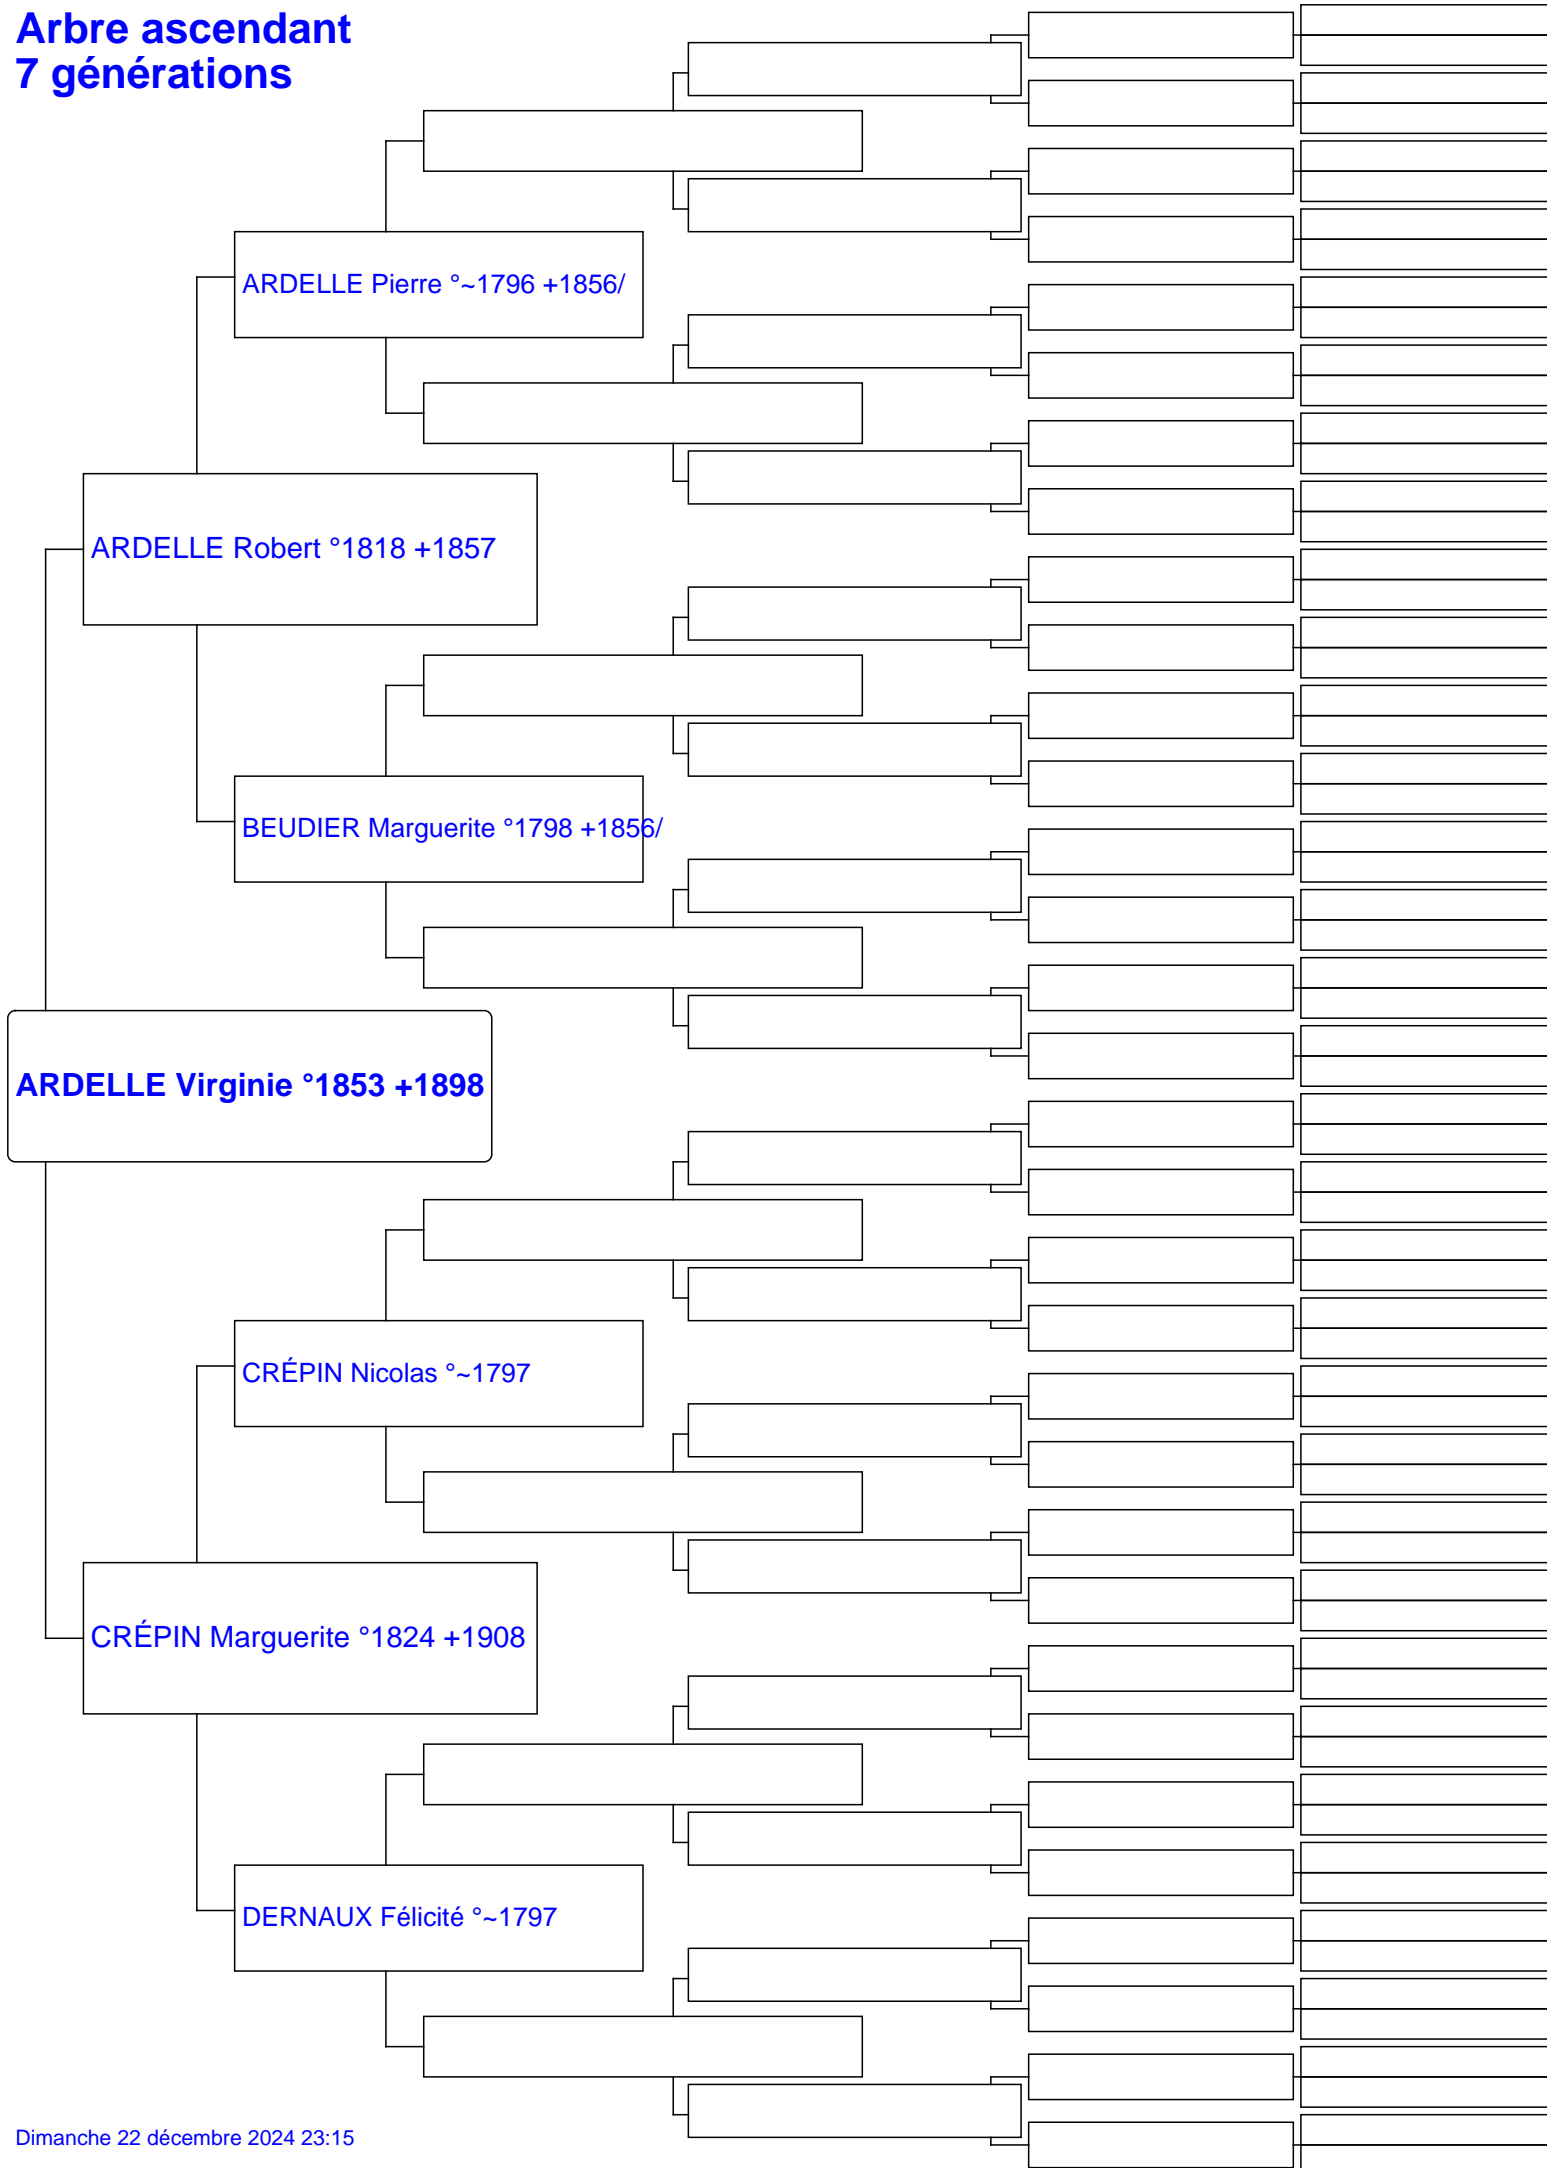 Arbre ascendant
7 générations
ARDELLE Pierre °~1796 +1856/
ARDELLE Robert °1818 +1857
BEUDIER Marguerite °1798 +1856/
ARDELLE Virginie °1853 +1898
CRÉPIN Nicolas °~1797
CRÉPIN Marguerite °1824 +1908
DERNAUX Félicité °~1797
Dimanche 22 décembre 2024 23:15